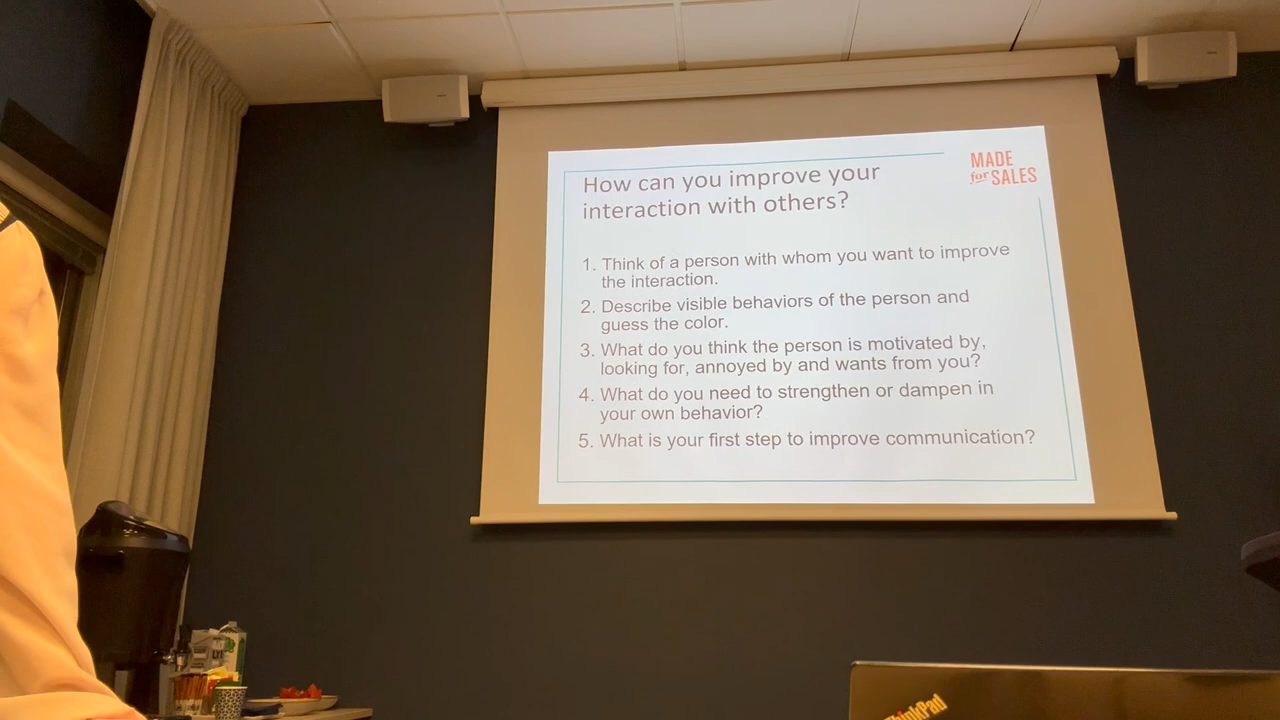 MADE
for SALES
How can you improve your
interaction with others?
1. Think of a person with whom you want to improve
the interaction.
2. Describe visible behaviors of the person and
guess the color.
3. What do you think the person is motivated by,
looking for, annoyed by and wants from you?
4. What do you need to strengthen or dampen in
your own behavior?
5. What is your first step to improve communication?
ThinkPad